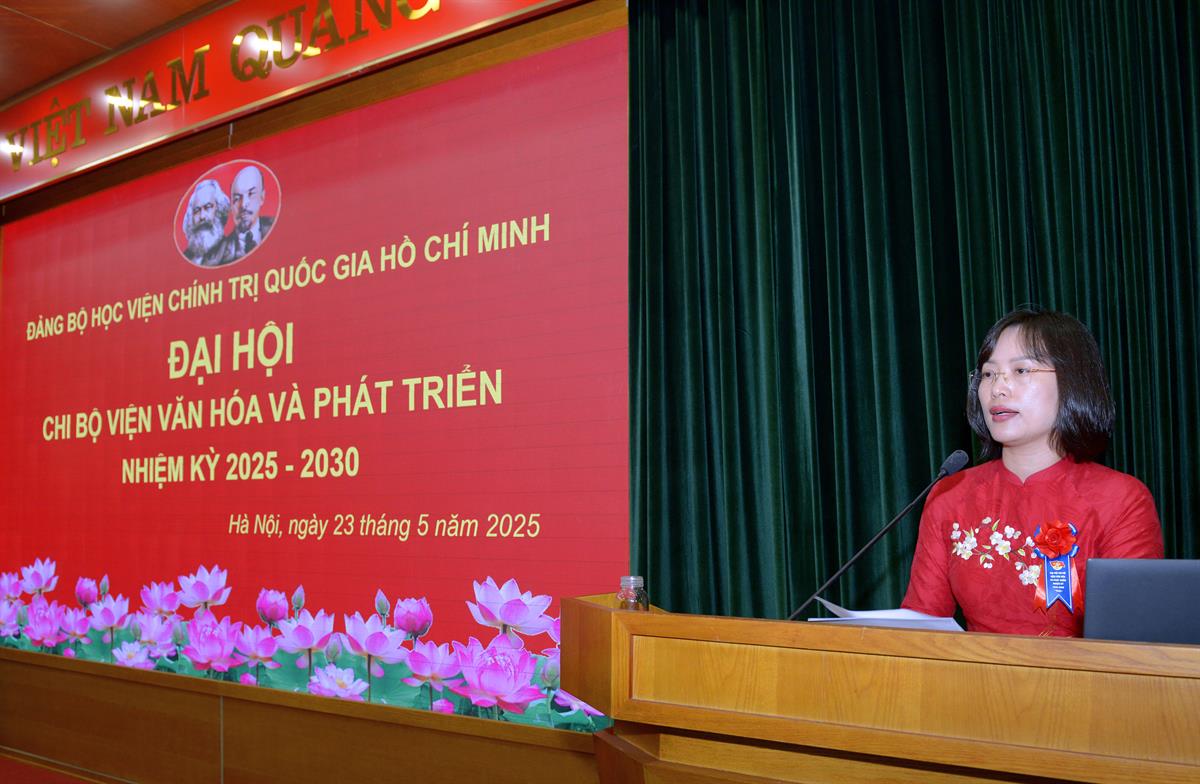 VIỆT NAM QUANG
ĐẢNG BỘ HỌC VIỆN CHÍNH TRỊ QUỐC GIA HỒ CHÍ MINH
ĐẠI HỘI
CHI BỘ VIỆN VĂN HÓA VÀ PHÁT TRIỂN
NHIỆM KỲ 2025 - 2030
Hà Nội, ngày 23 tháng 5 năm 2025